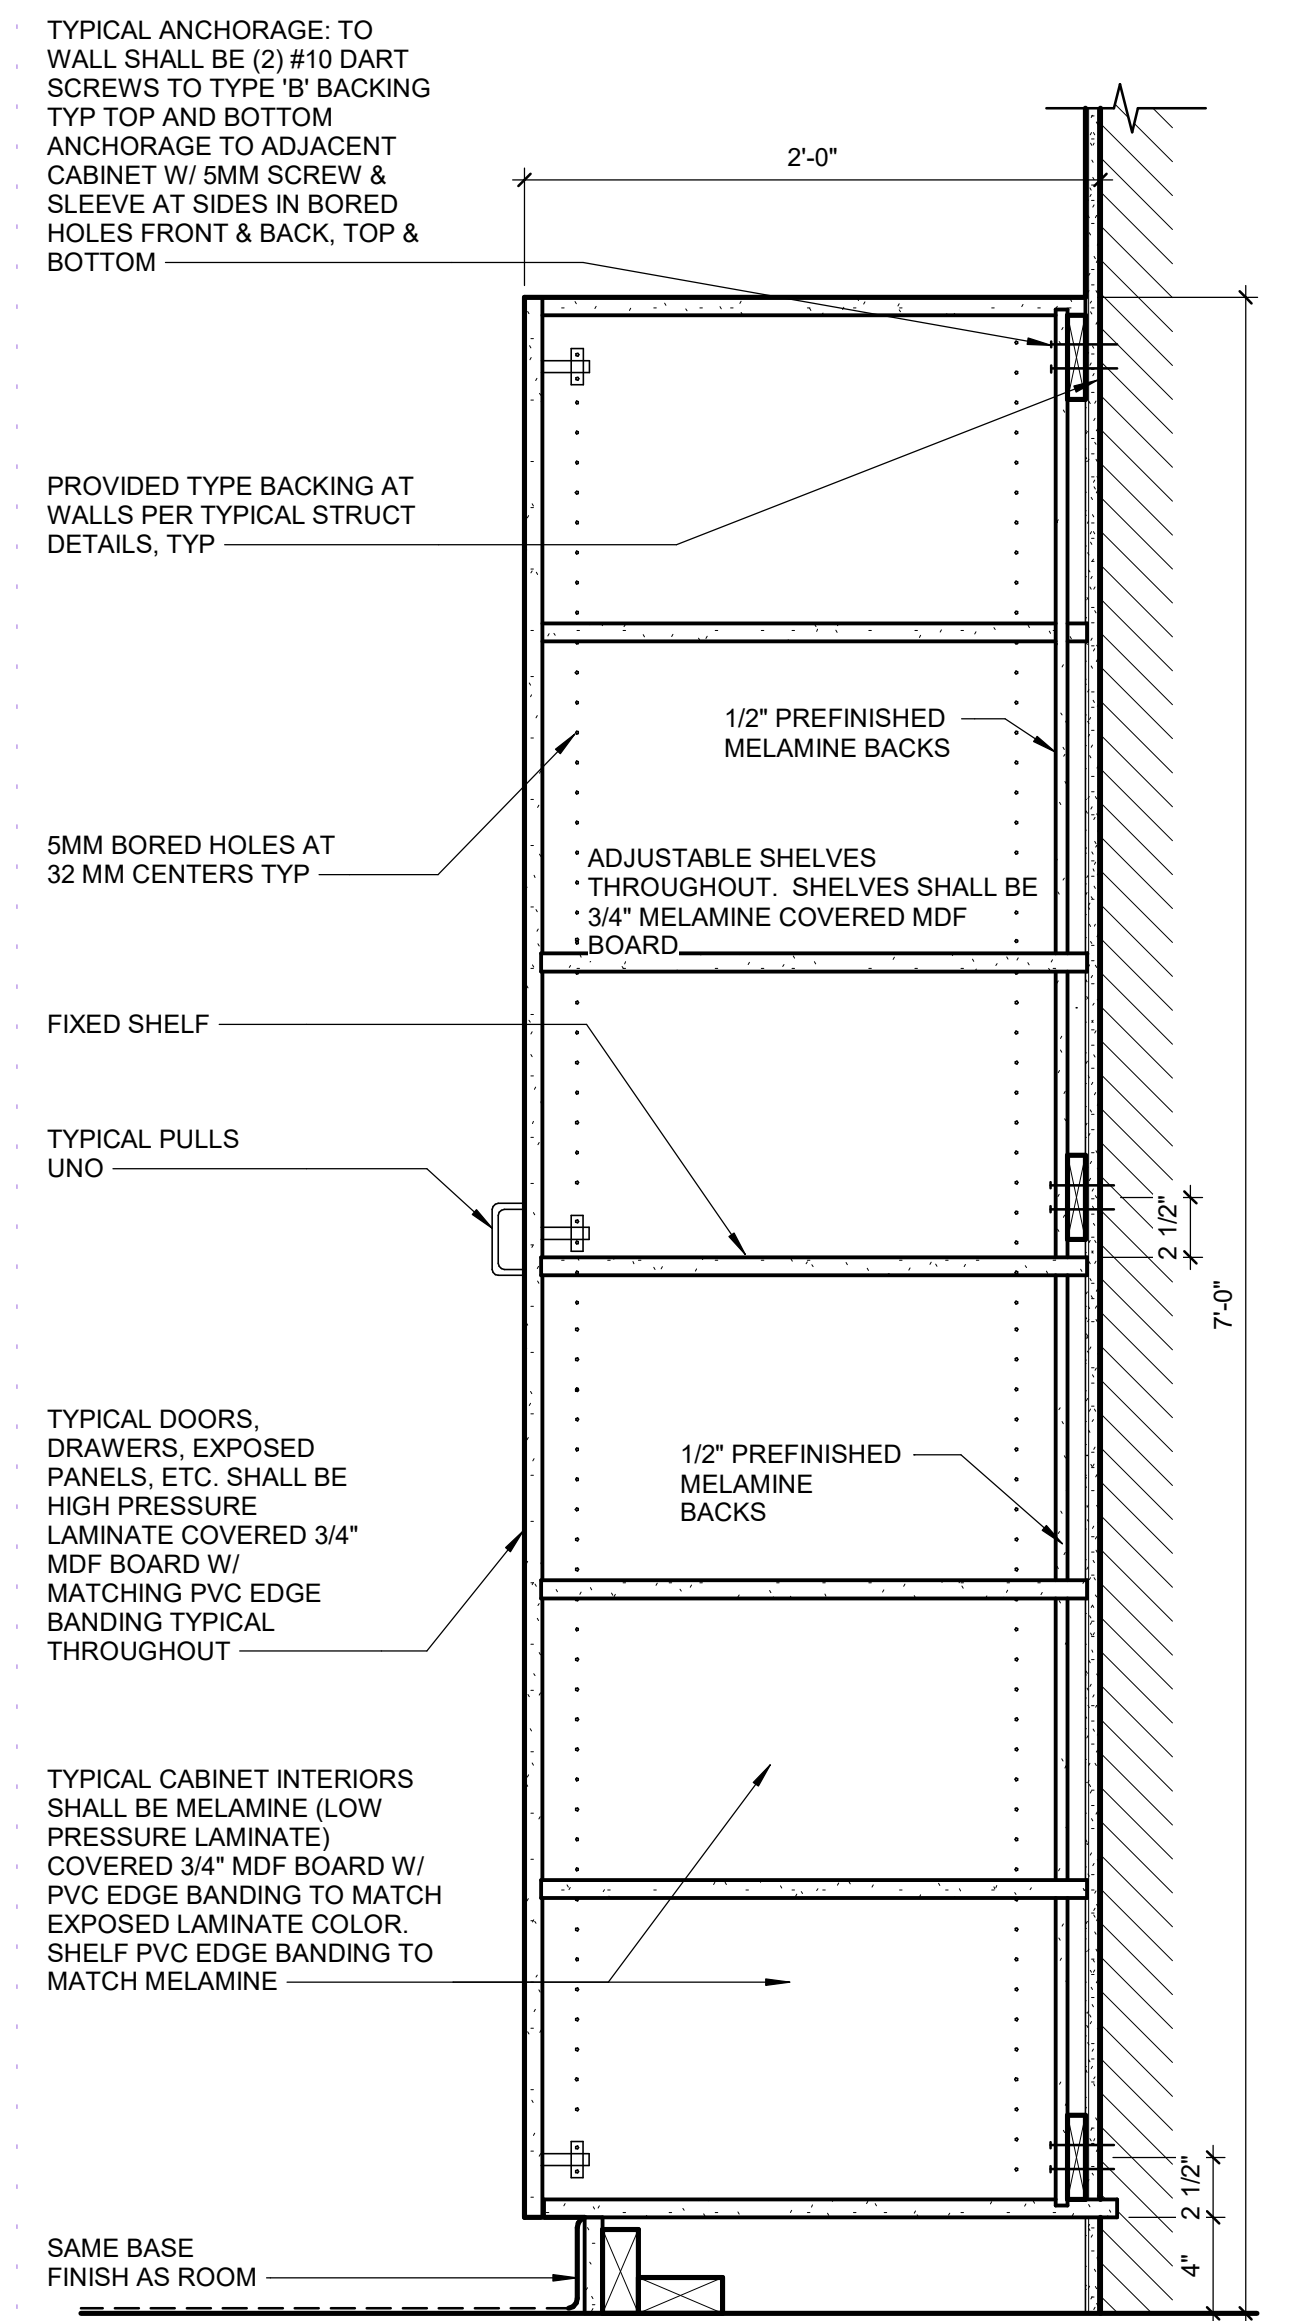 TYPICAL ANCHORAGE: TO
WALL SHALL BE (2) #10 DART
SCREWS TO TYPE 'B' BACKING
TYP TOP AND BOTTOM
ANCHORAGE TO ADJACENT
CABINET W/ 5MM SCREW &
SLEEVE AT SIDES IN BORED
HOLES FRONT & BACK, TOP &
BOTTOM
2'-0"
PROVIDED TYPE BACKING AT
WALLS PER TYPICAL STRUCT
DETAILS, TYP
1/2" PREFINISHED
MELAMINE BACKS
5MM BORED HOLES AT
32 MM CENTERS TYP
ADJUSTABLE SHELVES
THROUGHOUT. SHELVES SHALL BE
3/4" MELAMINE COVERED MDF
BOARD
FIXED SHELF
TYPICAL PULLS
UNO
2 1/2"
7'-0"
TYPICAL DOORS,
DRAWERS, EXPOSED
PANELS, ETC. SHALL BE
HIGH PRESSURE
LAMINATE COVERED 3/4"
MDF BOARD W/
MATCHING PVC EDGE
BANDING TYPICAL
THROUGHOUT
1/2" PREFINISHED
MELAMINE
BACKS
TYPICAL CABINET INTERIORS
SHALL BE MELAMINE (LOW
PRESSURE LAMINATE)
COVERED 3/4" MDF BOARD W/
PVC EDGE BANDING TO MATCH
EXPOSED LAMINATE COLOR.
SHELF PVC EDGE BANDING TO
MATCH MELAMINE
2 1/2"
4"
SAME BASE
FINISH AS ROOM